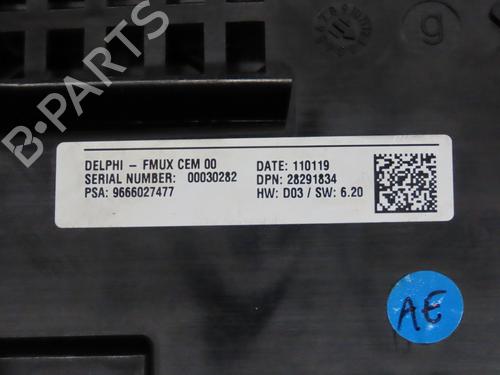 B-PARTS
g
DELPHI – FMUX CEM 00
SERIAL NUMBER: 00030282
PSA: 9666027477
DATE: 110119
DPN: 28291834
HW: D03 / SW: 6.20
AE